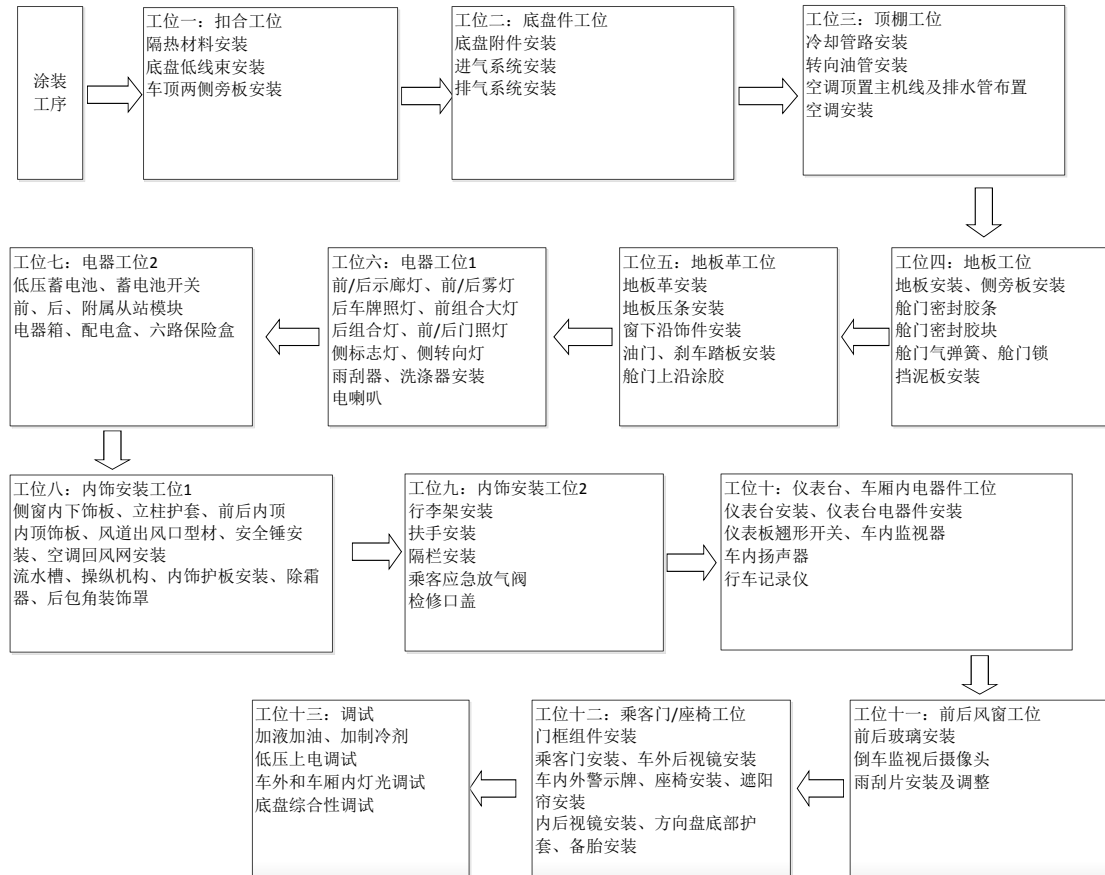 涂装
工序
工位一：扣合工位
隔热材料安装
底盘低线束安装
车顶两侧旁板安装
工位二：底盘件工位
底盘附件安装
进气系统安装
排气系统安装
工位三：顶棚工位
冷却管路安装
转向油管安装
空调顶置主机线及排水管布置
空调安装
工位四：地板工位
地板安装、侧旁板安装
舱门密封胶条
舱门密封胶块
舱门气弹簧、舱门锁
挡泥板安装
工位五：地板革工位
地板革安装
地板压条安装
窗下沿饰件安装
油门、刹车踏板安装
舱门上沿涂胶
工位六：电器工位1
前/后示廊灯、前/后雾灯
后车牌照灯、前组合大灯
后组合灯、前/后门照灯
侧标志灯、侧转向灯
雨刮器、洗涤器安装
电喇叭
工位七：电器工位2
低压蓄电池、蓄电池开关
前、后、附属从站模块
电器箱、配电盒、六路保险盒
工位八：内饰安装工位1
侧窗内下饰板、立柱护套、前后内顶
内顶饰板、风道出风口型材、安全锤安
装、空调回风网安装
流水槽、操纵机构、内饰护板安装、除霜
器、后包角装饰罩
工位九：内饰安装工位2
行李架安装
扶手安装
隔栏安装
乘客应急放气阀
检修口盖
工位十：仪表台、车厢内电器件工位
仪表台安装、仪表台电器件安装
仪表板翘形开关、车内监视器
车内扬声器
行车记录仪
工位十一：前后风窗工位
前后玻璃安装
倒车监视后摄像头
雨刮片安装及调整
工位十二：乘客门/座椅工位
门框组件安装
乘客门安装、车外后视镜安装
车内外警示牌、座椅安装、遮阳
帘安装
内后视镜安装、方向盘底部护
套、备胎安装
工位十三：调试
加液加油、加制冷剂
低压上电调试
车外和车厢内灯光调试
底盘综合性调试